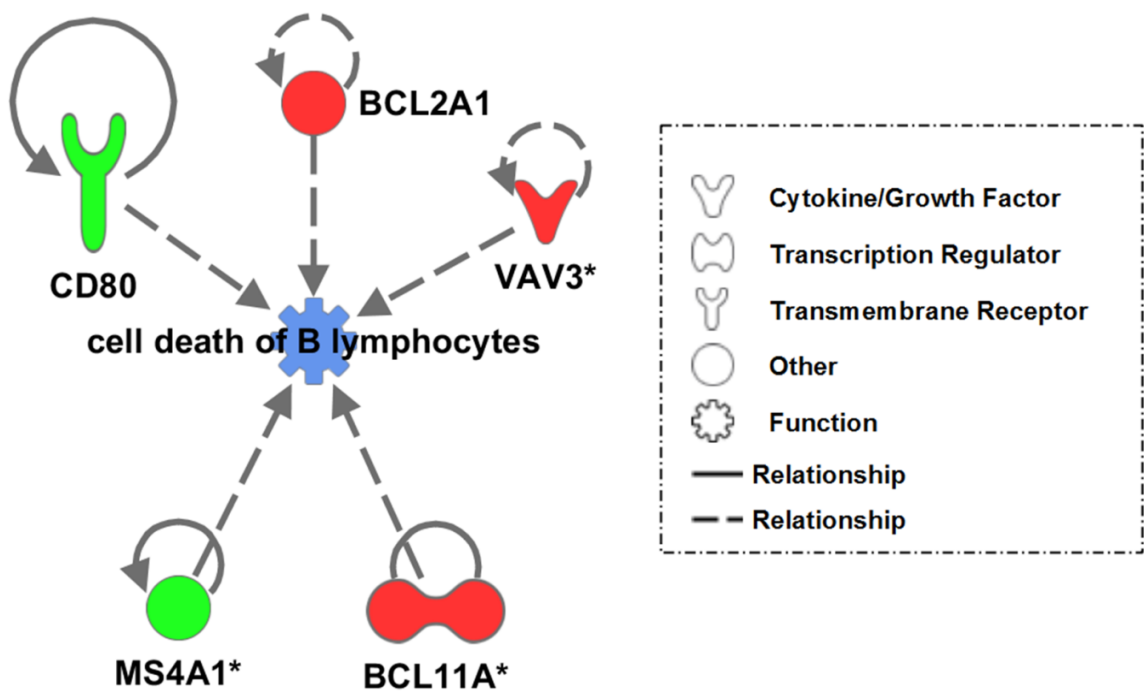 BCL2A1
CD80
VAV3*
cell death of B lymphocytes
MS4A1*
BCL11A*
Cytokine/Growth Factor
Transcription Regulator
Transmembrane Receptor
Other
Function
Relationship
Relationship